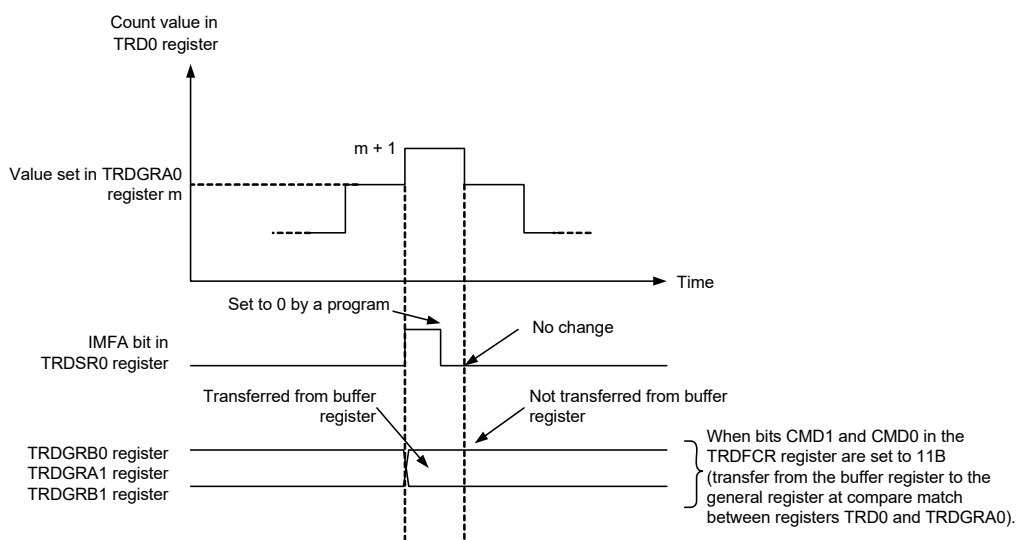 Count value in
TRD0 register
m + 1
Value set in TRDGRA0
register m
Time
Set to 0 by a program
No change
IMFA bit in
TRDSR0 register
Transferred from buffer
register
Not transferred from buffer
register
TRDGRB0 register
TRDGRA1 register
TRDGRB1 register
When bits CMD1 and CMD0 in the
TRDFCR register are set to 11B
(transfer from the buffer register to the
general register at compare match
between registers TRD0 and TRDGRA0).